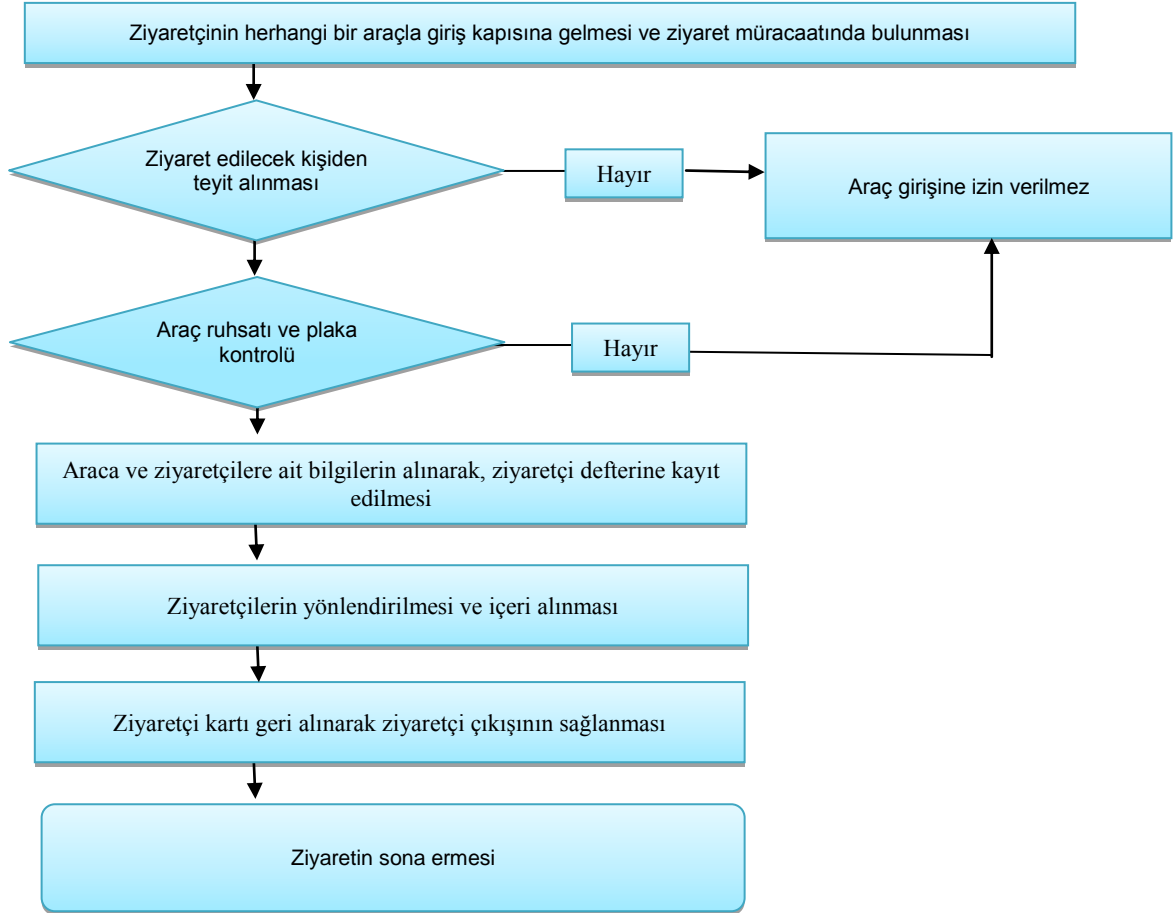 Ziyaretçinin herhangi bir araçla giriş kapısına gelmesi ve ziyaret müracaatında bulunması
Ziyaret edilecek kişiden
teyit alınması
Hayır
Araç girişine izin verilmez
Araç ruhsatı ve plaka
kontrolü
Hayır
Araca ve ziyaretçilere ait bilgilerin alınarak, ziyaretçi defterine kayıt
edilmesi
Ziyaretçilerin yönlendirilmesi ve içeri alınması
Ziyaretçi kartı geri alınarak ziyaretçi çıkışının sağlanması
Ziyaretin sona ermesi